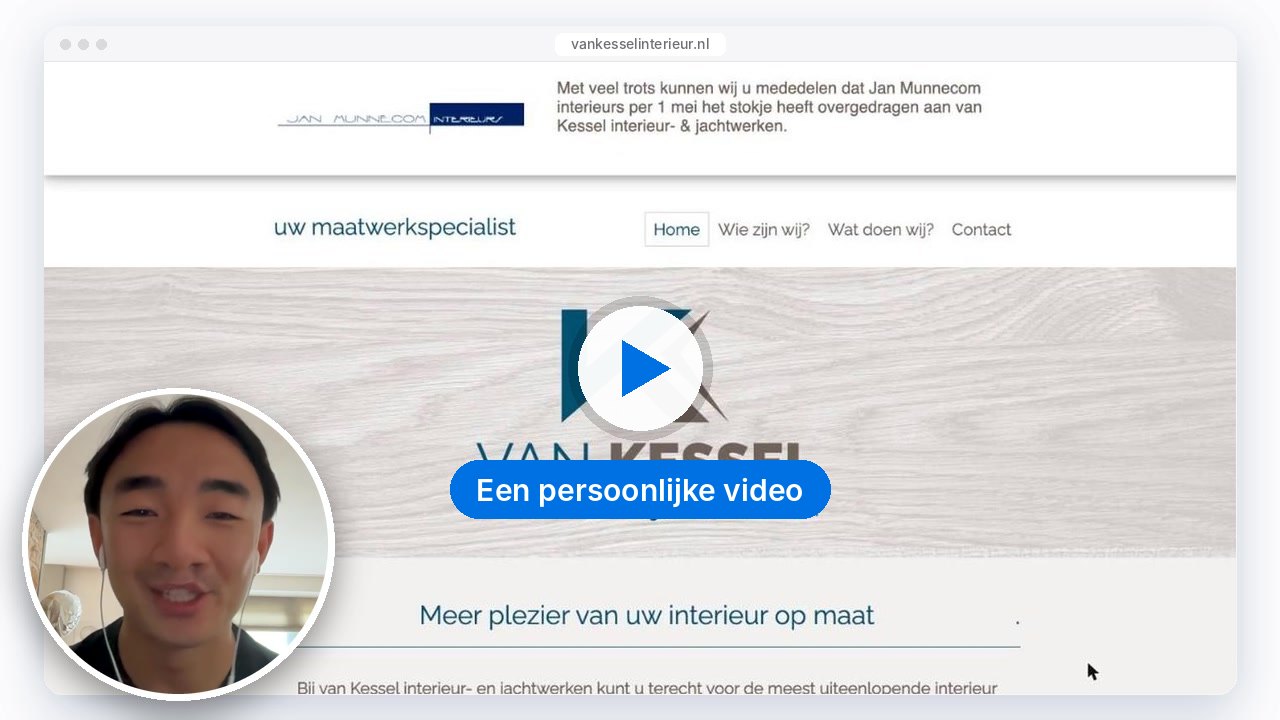 vankesselinterieur.nl
JAN MUNNECOM INTERIEURS
Met veel trots kunnen wij u mededelen dat Jan Munnecom
interieurs per 1 mei het stokje heeft overgedragen aan van
Kessel interieur- & jachtwerken.
uw maatwerkspecialist
Home Wie zijn wij? Wat doen wij? Contact
VAN KESSEL
Een persoonlijke video
Meer plezier van uw interieur op maat .
Bij van Kessel interieur- en jachtwerken kunt u terecht voor de meest uiteenlopende interieur